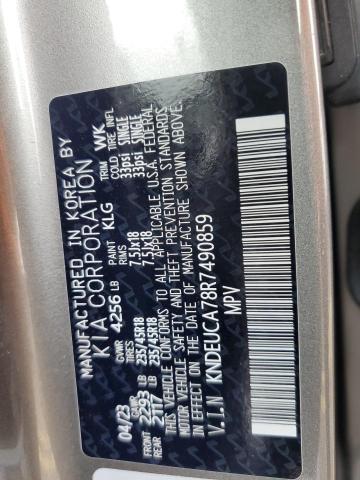 MANUFACTURED IN KOREA BY
KIA CORPORATION
04/23 GVWR 4256 LB PAINT KLG TRIM WK
GAWR TIRES RIMS COLD TIRE INFL
FRONT 2293 LB 235/45R18 7.5Jx18 33psi SINGLE
REAR 2117 LB 235/45R18 7.5Jx18 33psi SINGLE
THIS VEHICLE CONFORMS TO ALL APPLICABLE U.S.A. FEDERAL
MOTOR VEHICLE SAFETY AND THEFT PREVENTION STANDARDS
IN EFFECT ON THE DATE OF MANUFACTURE SHOWN ABOVE.
V.I.N KNDEUCA78R7490859
MPV